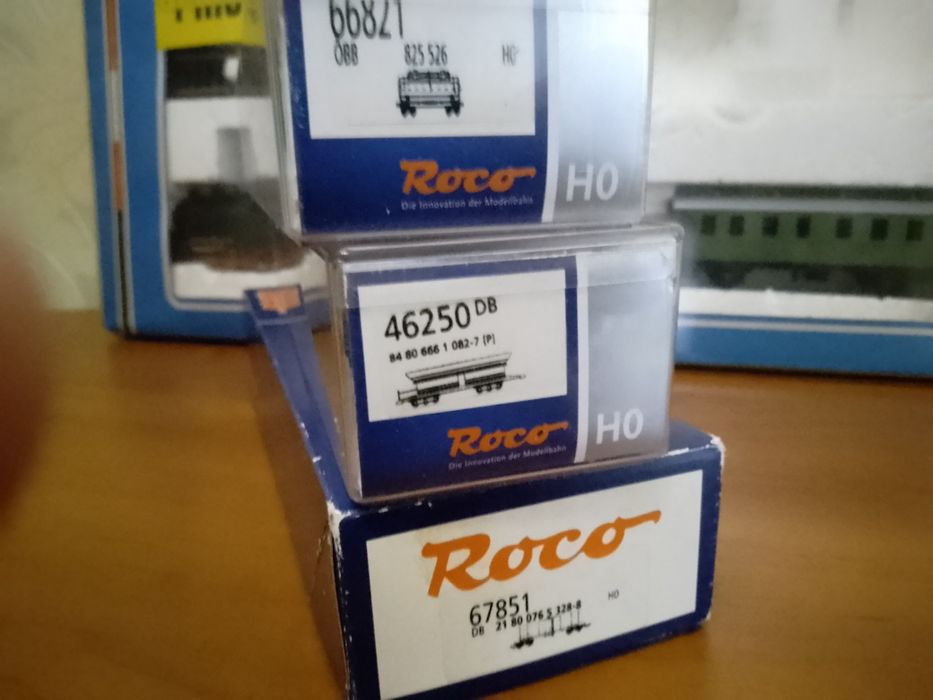 66821
ÖBB 825 526 H0
Roco
Die Innovation der Modellbahn
H0
46250 DB
84 80 666 1 082-7 [P]
Roco
Die Innovation der Modellbahn
H0
Roco
67851
DB 21 80 076 5 328-8 H0